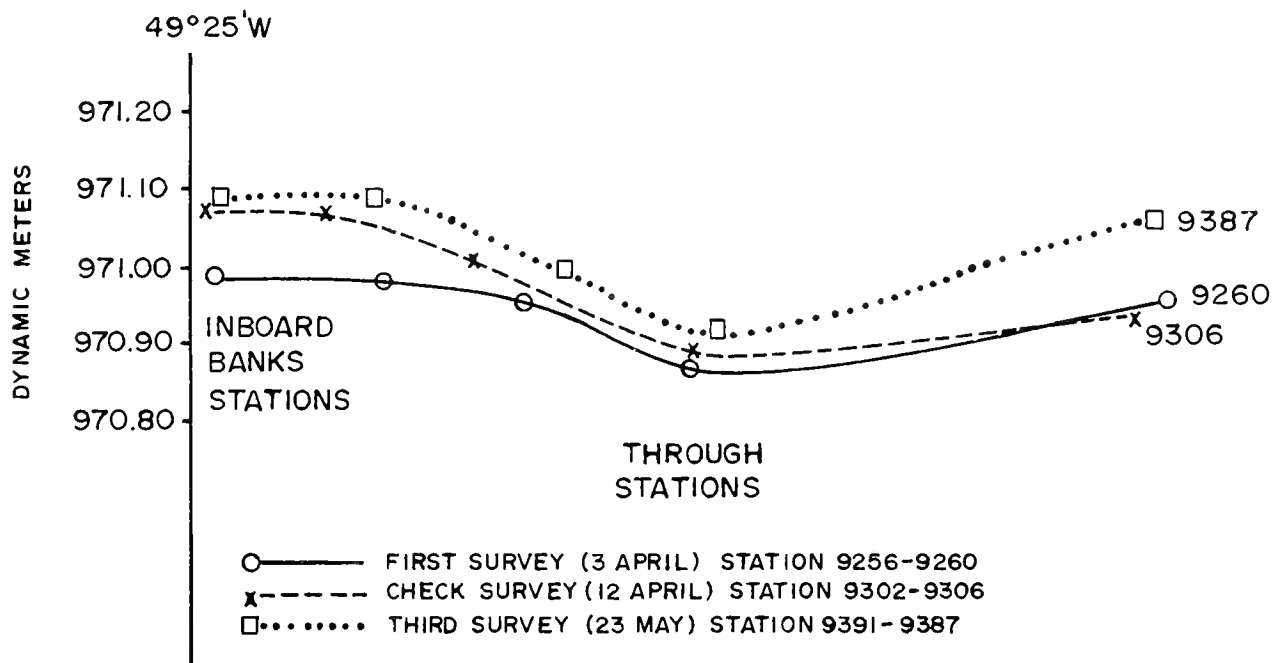 49°25'W
971.20
971.10
971.00
970.90
970.80
DYNAMIC METERS
INBOARD
BANKS
STATIONS
THROUGH
STATIONS
9387
9260
9306
FIRST SURVEY (3 APRIL) STATION 9256-9260
CHECK SURVEY (12 APRIL) STATION 9302-9306
THIRD SURVEY (23 MAY) STATION 9391-9387